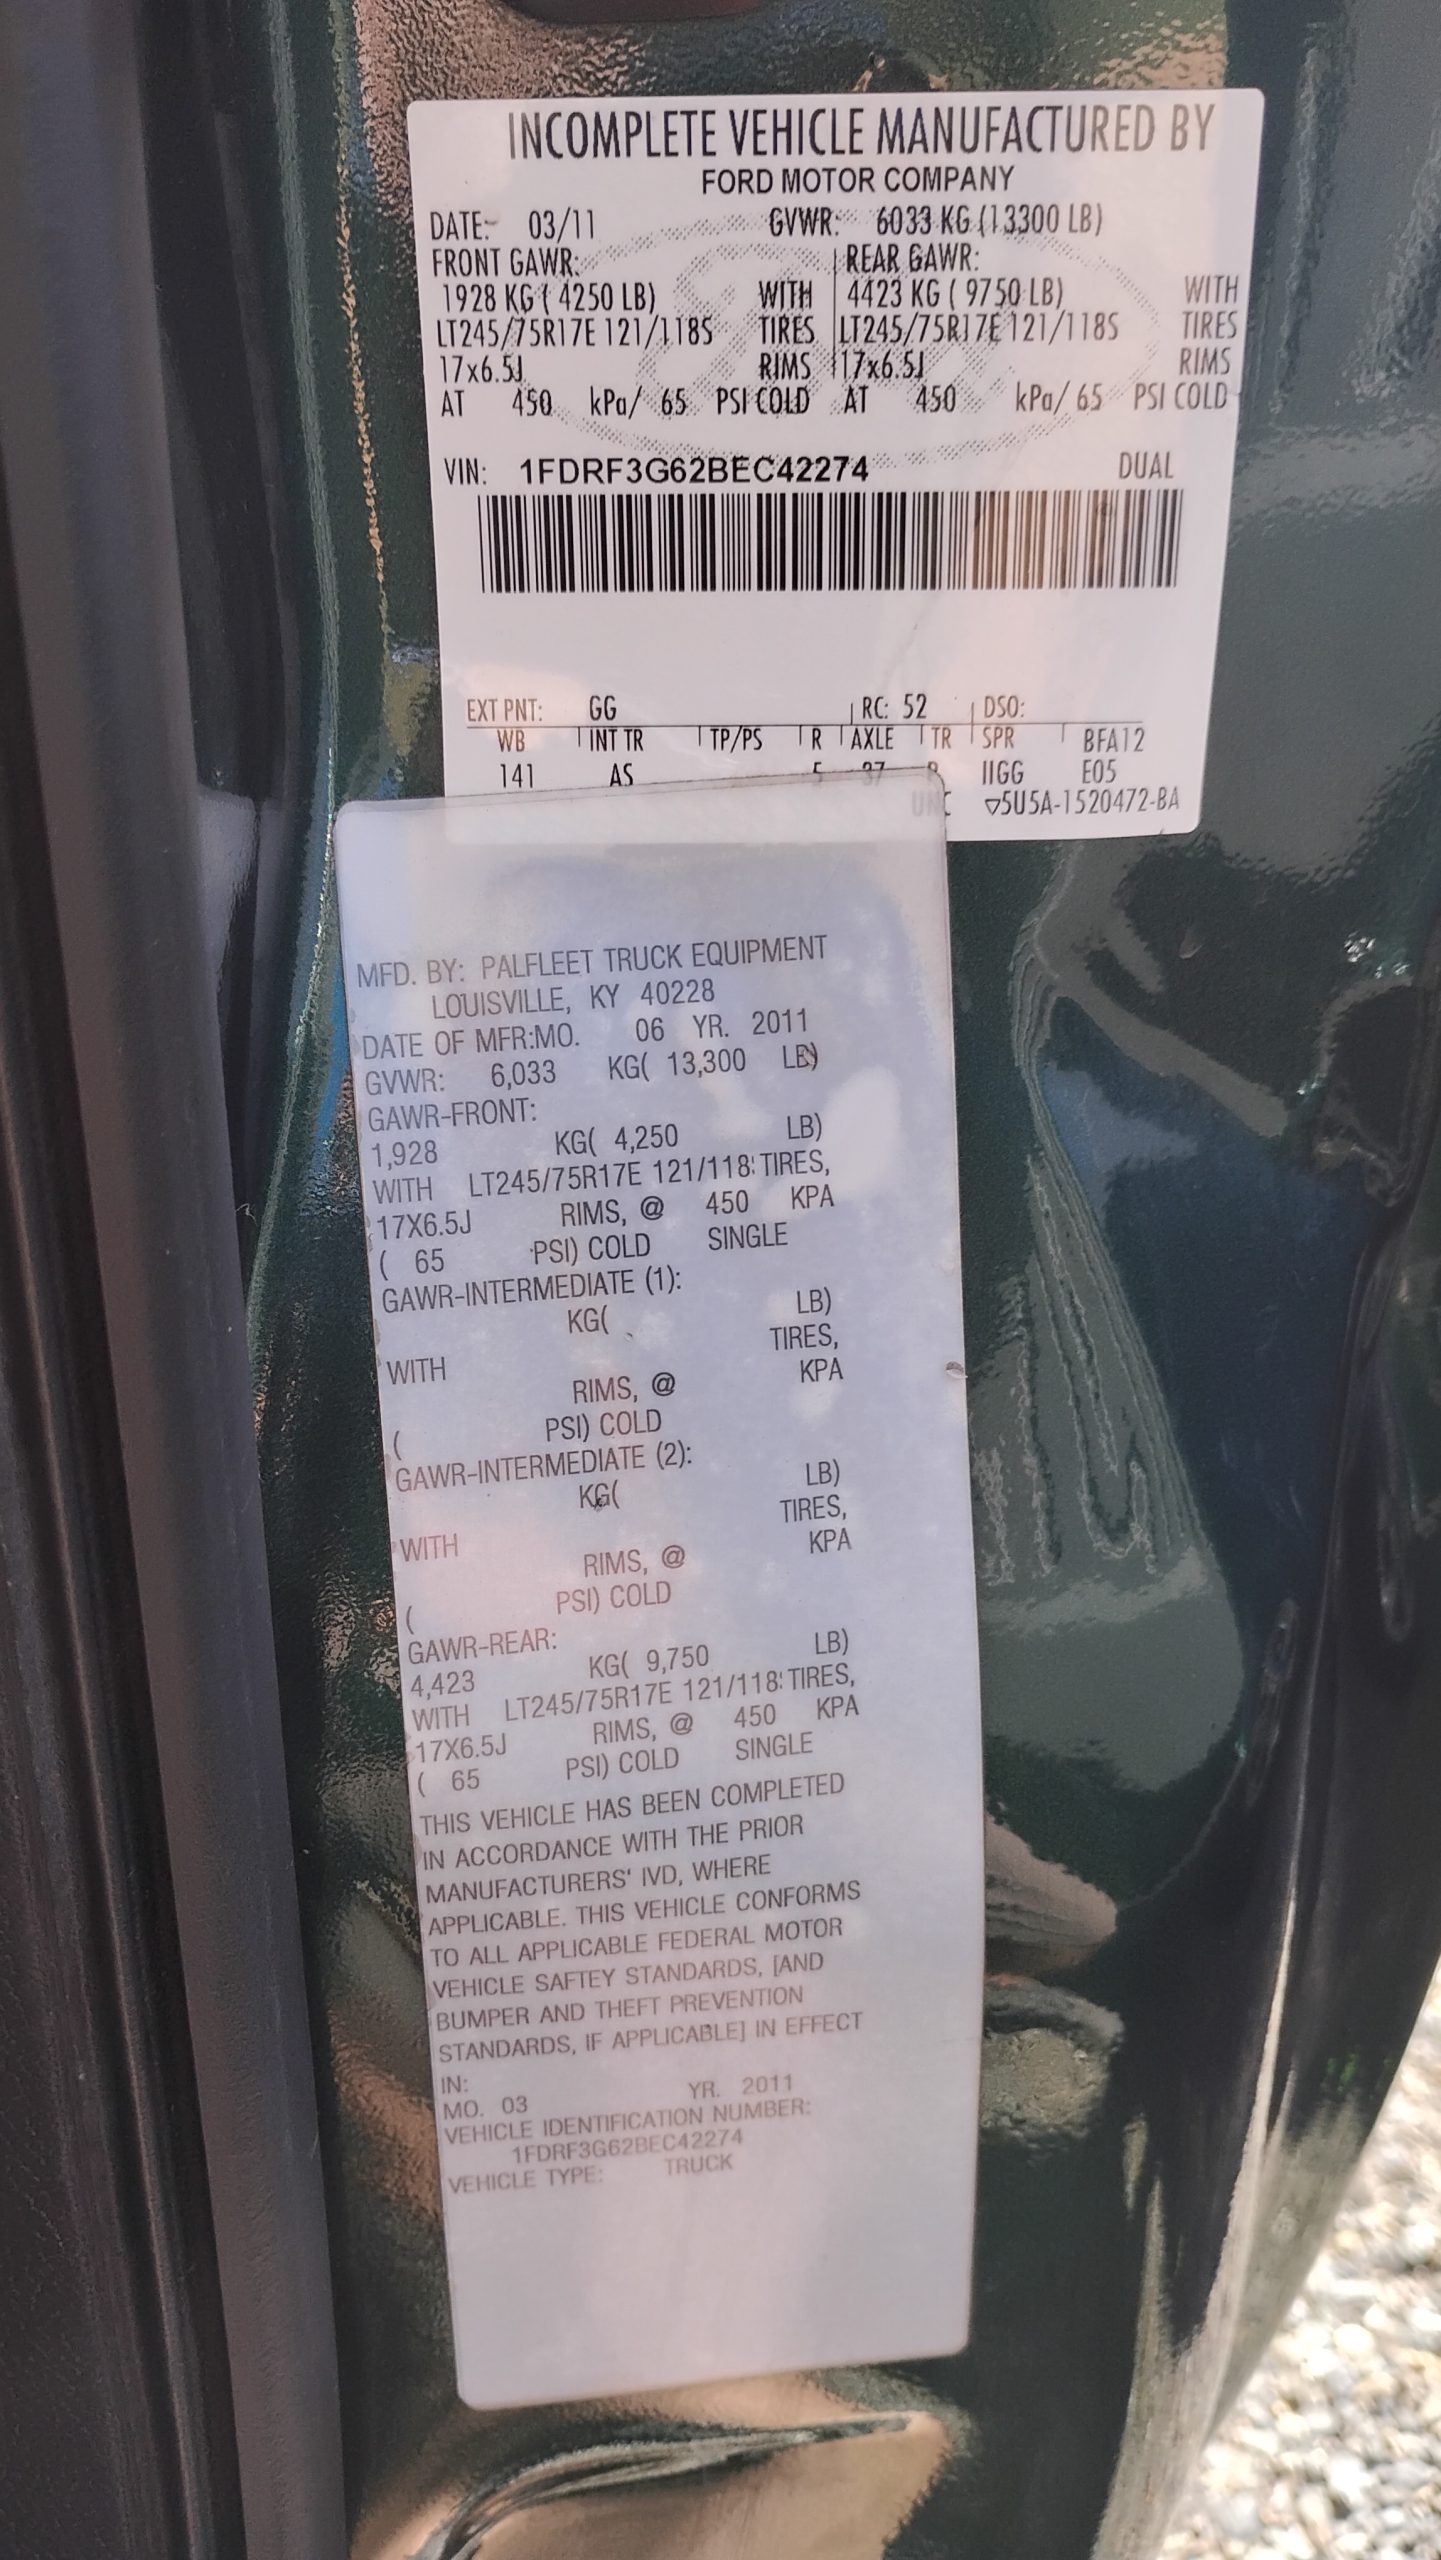 INCOMPLETE VEHICLE MANUFACTURED BY
FORD MOTOR COMPANY
DATE: 03/11 GVWR: 6033 KG (13300 LB)
FRONT GAWR: REAR GAWR:
1928 KG ( 4250 LB) WITH 4423 KG ( 9750 LB) WITH
LT245/75R17E 121/118S TIRES LT245/75R17E 121/118S TIRES
17x6.5J RIMS 17x6.5J RIMS
AT 450 kPa/ 65 PSI COLD AT 450 kPa/ 65 PSI COLD
VIN: 1FDRF3G62BEC42274 DUAL
EXT PNT: GG RC: 52 DSO:
WB INT TR TP/PS R AXLE TR SPR BFA12
141 AS 5 37 IIGG E05
UNC ▽5U5A-1520472-BA
MFD. BY: PALFLEET TRUCK EQUIPMENT
LOUISVILLE, KY 40228
DATE OF MFR:MO. 06 YR. 2011
GVWR: 6,033 KG( 13,300 LB)
GAWR-FRONT:
1,928 KG( 4,250 LB)
WITH LT245/75R17E 121/118 TIRES,
17X6.5J RIMS, @ 450 KPA
( 65 PSI) COLD SINGLE
GAWR-INTERMEDIATE (1):
KG( LB)
WITH TIRES,
RIMS, @ KPA
( PSI) COLD
GAWR-INTERMEDIATE (2):
KG( LB)
WITH TIRES,
RIMS, @ KPA
( PSI) COLD
GAWR-REAR:
4,423 KG( 9,750 LB)
WITH LT245/75R17E 121/118 TIRES,
17X6.5J RIMS, @ 450 KPA
( 65 PSI) COLD SINGLE
THIS VEHICLE HAS BEEN COMPLETED
IN ACCORDANCE WITH THE PRIOR
MANUFACTURERS' IVD, WHERE
APPLICABLE. THIS VEHICLE CONFORMS
TO ALL APPLICABLE FEDERAL MOTOR
VEHICLE SAFTEY STANDARDS, [AND
BUMPER AND THEFT PREVENTION
STANDARDS, IF APPLICABLE] IN EFFECT
IN:
MO. 03 YR. 2011
VEHICLE IDENTIFICATION NUMBER:
1FDRF3G62BEC42274
VEHICLE TYPE: TRUCK